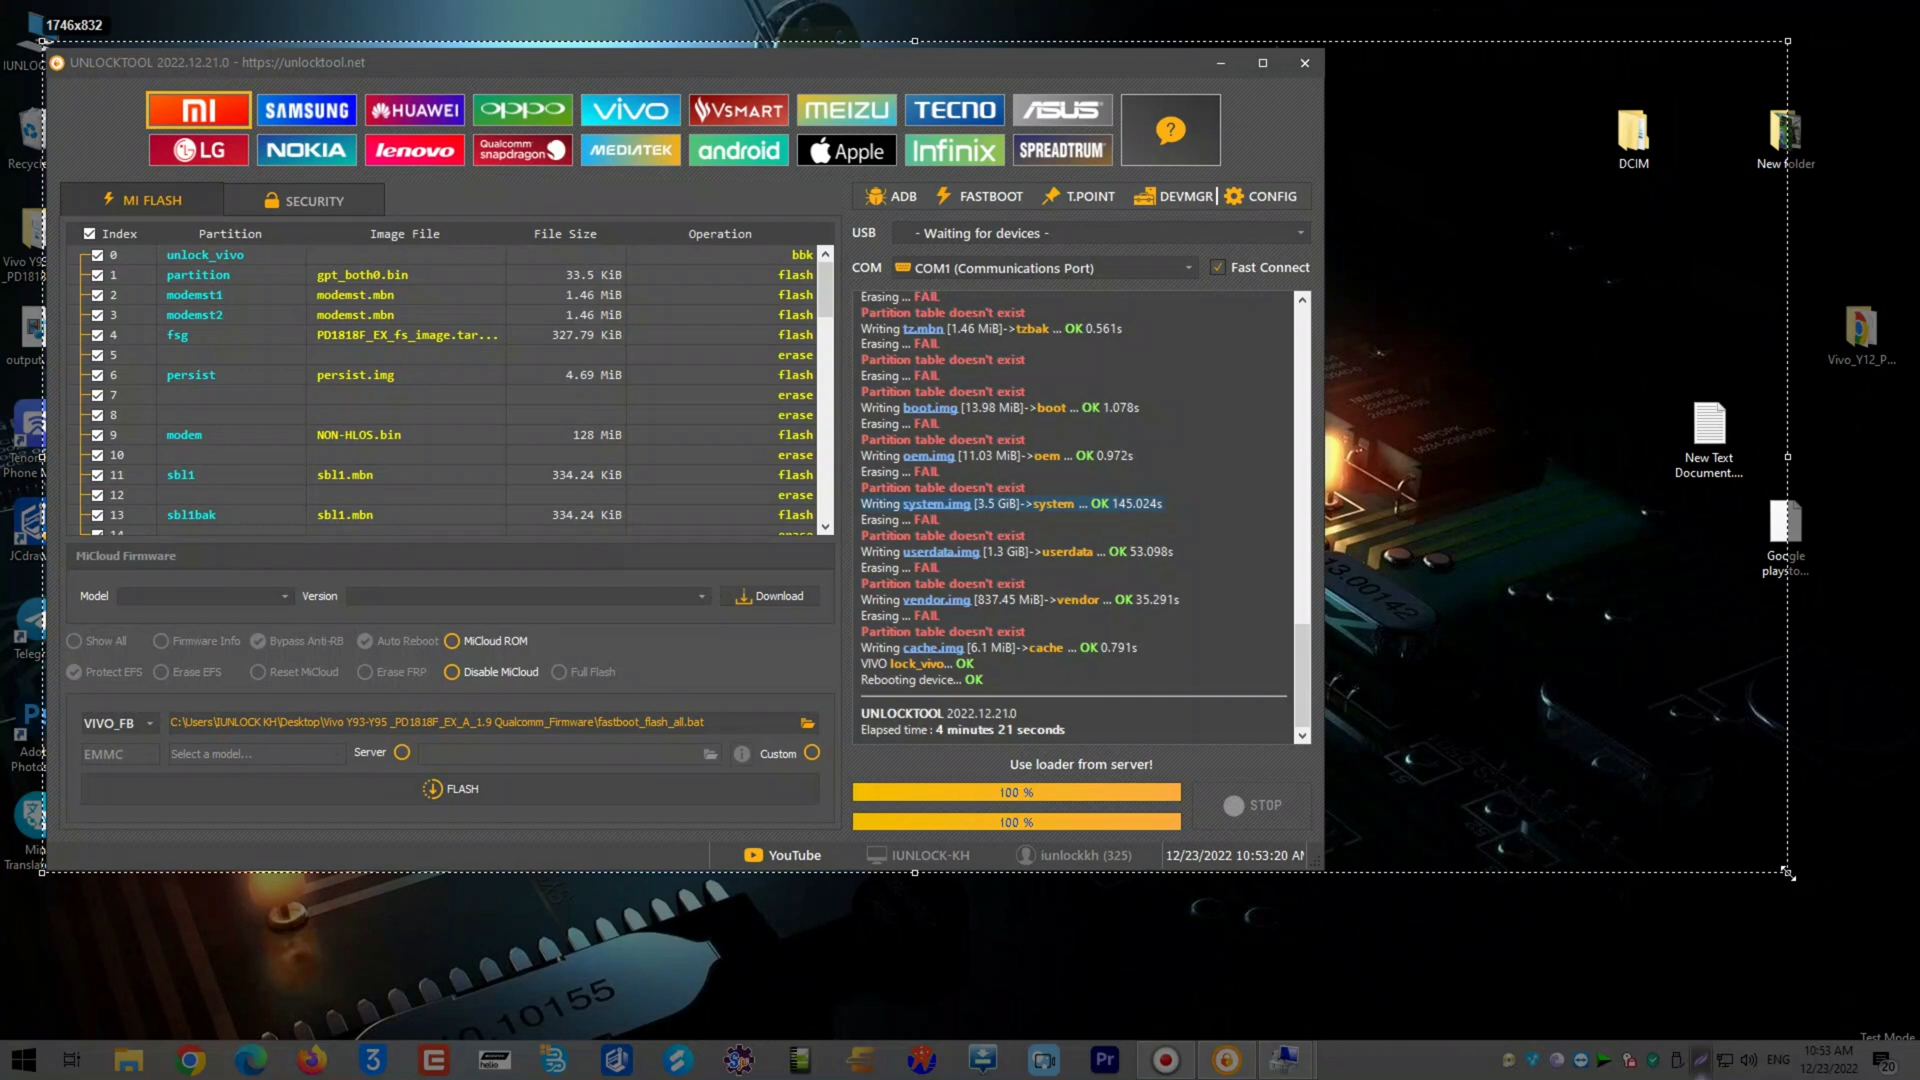 1746x832
UNLOCKTOOL 2022.12.21.0 - https://unlocktool.net
MI SAMSUNG HUAWEI oppo vivo VSMART MEIZU TECNO ASUS
LG NOKIA lenovo Qualcomm snapdragon MEDIATEK android Apple Infinix SPREADTRUM
MI FLASH SECURITY
ADB FASTBOOT T.POINT DEVMGR CONFIG
USB - Waiting for devices -
COM COM1 (Communications Port) Fast Connect
Index Partition Image File File Size Operation
0 unlock_vivo bbk
1 partition gpt_both0.bin 33.5 KiB flash
2 modemst1 modemst.mbn 1.46 MiB flash
3 modemst2 modemst.mbn 1.46 MiB flash
4 fsg PD1818F_EX_fs_image.tar... 327.79 KiB flash
5 erase
6 persist persist.img 4.69 MiB flash
7 erase
8 erase
9 modem NON-HLOS.bin 128 MiB flash
10 erase
11 sbl1 sbl1.mbn 334.24 KiB flash
12 erase
13 sbl1bak sbl1.mbn 334.24 KiB flash
MiCloud Firmware
Model Version Download
Show All Firmware Info Bypass Anti-RB Auto Reboot MiCloud ROM
Protect EFS Erase EFS Reset MiCloud Erase FRP Disable MiCloud Full Flash
VIVO_FB C:\Users\IUNLOCK KH\Desktop\Vivo Y93-Y95 _PD1818F_EX_A_1.9 Qualcomm_Firmware\fastboot_flash_all.bat
EMMC Select a model... Server Custom
FLASH
Erasing ... FAIL
Partition table doesn't exist
Writing tz.mbn [1.46 MiB]->tzbak ... OK 0.561s
Erasing ... FAIL
Partition table doesn't exist
Erasing ... FAIL
Partition table doesn't exist
Writing boot.img [13.98 MiB]->boot ... OK 1.078s
Erasing ... FAIL
Partition table doesn't exist
Writing oem.img [11.03 MiB]->oem ... OK 0.972s
Erasing ... FAIL
Partition table doesn't exist
Writing system.img [3.5 GiB]->system ... OK 145.024s
Erasing ... FAIL
Partition table doesn't exist
Writing userdata.img [1.3 GiB]->userdata ... OK 53.098s
Erasing ... FAIL
Partition table doesn't exist
Writing vendor.img [837.45 MiB]->vendor ... OK 35.291s
Erasing ... FAIL
Partition table doesn't exist
Writing cache.img [6.1 MiB]->cache ... OK 0.791s
VIVO lock_vivo... OK
Rebooting device... OK
UNLOCKTOOL 2022.12.21.0
Elapsed time : 4 minutes 21 seconds
Use loader from server!
100 %
100 %
STOP
YouTube IUNLOCK-KH iunlockkh (325) 12/23/2022 10:53:20
DCIM
New folder
Vivo_Y12_P...
New Text
Document....
Google
playsto...
10155
Test Mode
ENG
10:53 AM
12/23/2022
20